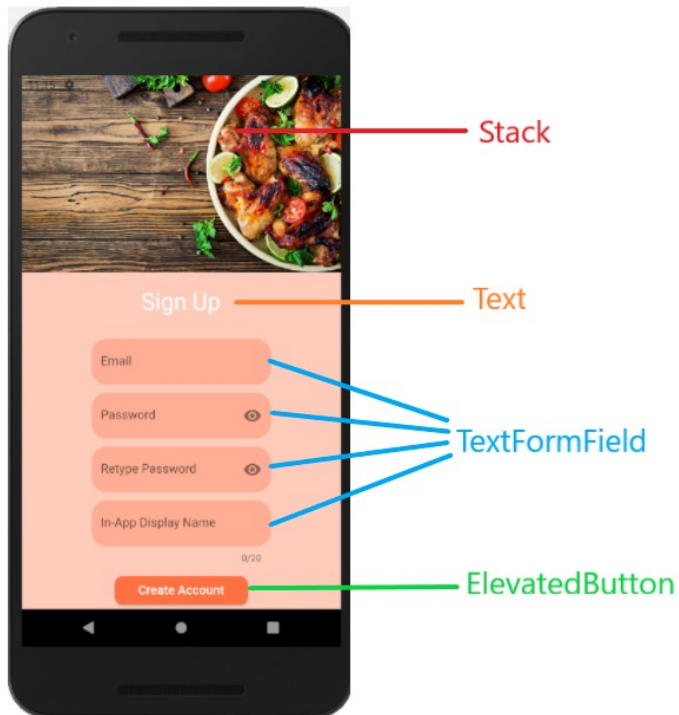 Stack
Sign Up
Text
Email
Password
Retype Password
TextFormField
In-App Display Name
0/20
Create Account
ElevatedButton